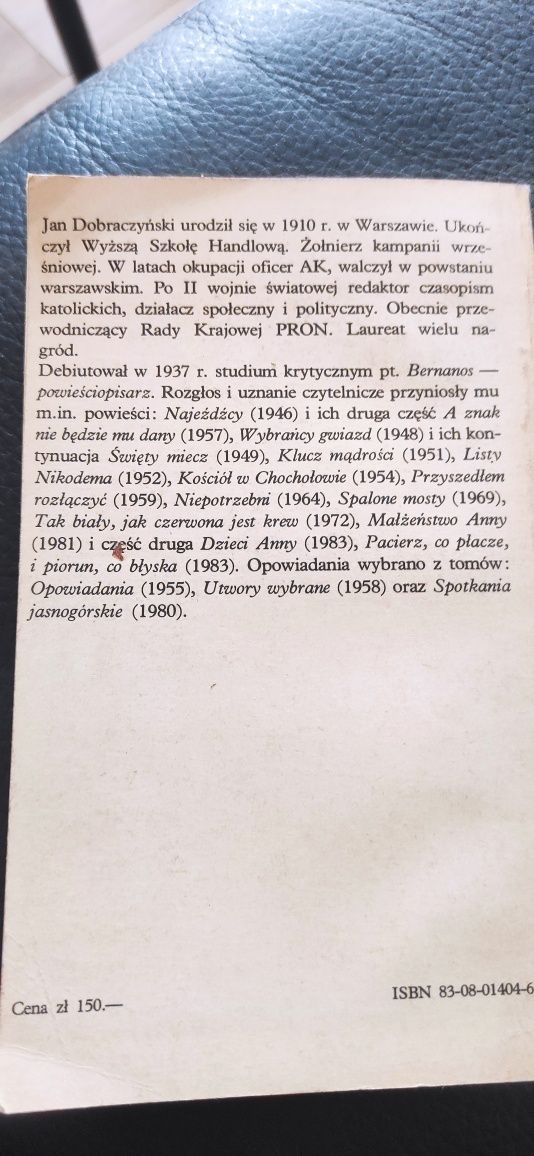 Jan Dobraczyński urodził się w 1910 r. w Warszawie. Ukoń-
czył Wyższą Szkołę Handlową. Żołnierz kampanii wrze-
śniowej. W latach okupacji oficer AK, walczył w powstaniu
warszawskim. Po II wojnie światowej redaktor czasopism
katolickich, działacz społeczny i polityczny. Obecnie prze-
wodniczący Rady Krajowej PRON. Laureat wielu na-
gród.
Debiutował w 1937 r. studium krytycznym pt. Bernanos —
powieściopisarz. Rozgłos i uznanie czytelnicze przyniosły mu
m.in. powieści: Najeźdźcy (1946) i ich druga część A znak
nie będzie mu dany (1957), Wybrańcy gwiazd (1948) i ich kon-
tynuacja Święty miecz (1949), Klucz mądrości (1951), Listy
Nikodema (1952), Kościół w Chochołowie (1954), Przyszedłem
rozłączyć (1959), Niepotrzebni (1964), Spalone mosty (1969),
Tak biały, jak czerwona jest krew (1972), Małżeństwo Anny
(1981) i część druga Dzieci Anny (1983), Pacierz, co płacze,
i piorun, co błyska (1983). Opowiadania wybrano z tomów:
Opowiadania (1955), Utwory wybrane (1958) oraz Spotkania
jasnogórskie (1980).
Cena zł 150.—
ISBN 83-08-01404-6